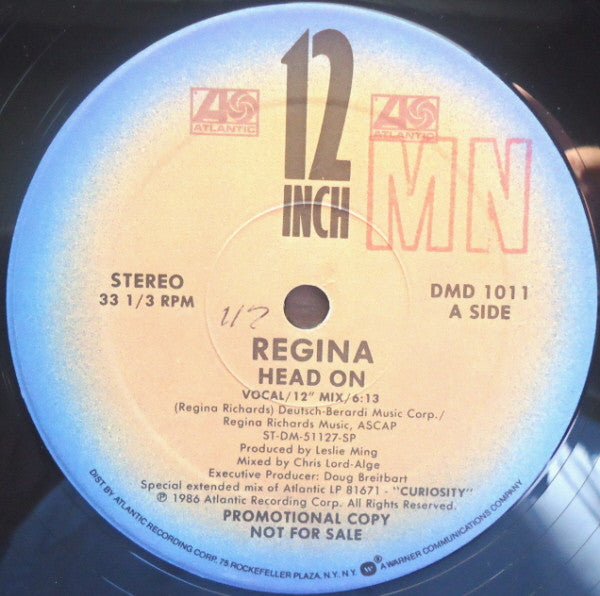 12
INCH
ATLANTIC
ATLANTIC
MN
STEREO
33 1/3 RPM
DMD 1011
A SIDE
REGINA
HEAD ON
VOCAL/12" MIX/6:13
(Regina Richards) Deutsch-Berardi Music Corp./
Regina Richards Music, ASCAP
ST-DM-51127-SP
Produced by Leslie Ming
Mixed by Chris Lord-Alge
Executive Producer: Doug Breitbart
Special extended mix of Atlantic LP 81671 - "CURIOSITY"
℗ 1986 Atlantic Recording Corp. All Rights Reserved.
PROMOTIONAL COPY
NOT FOR SALE
DIST. BY ATLANTIC RECORDING CORP. 75 ROCKEFELLER PLAZA, N.Y. N.Y. ® A WARNER COMMUNICATIONS COMPANY